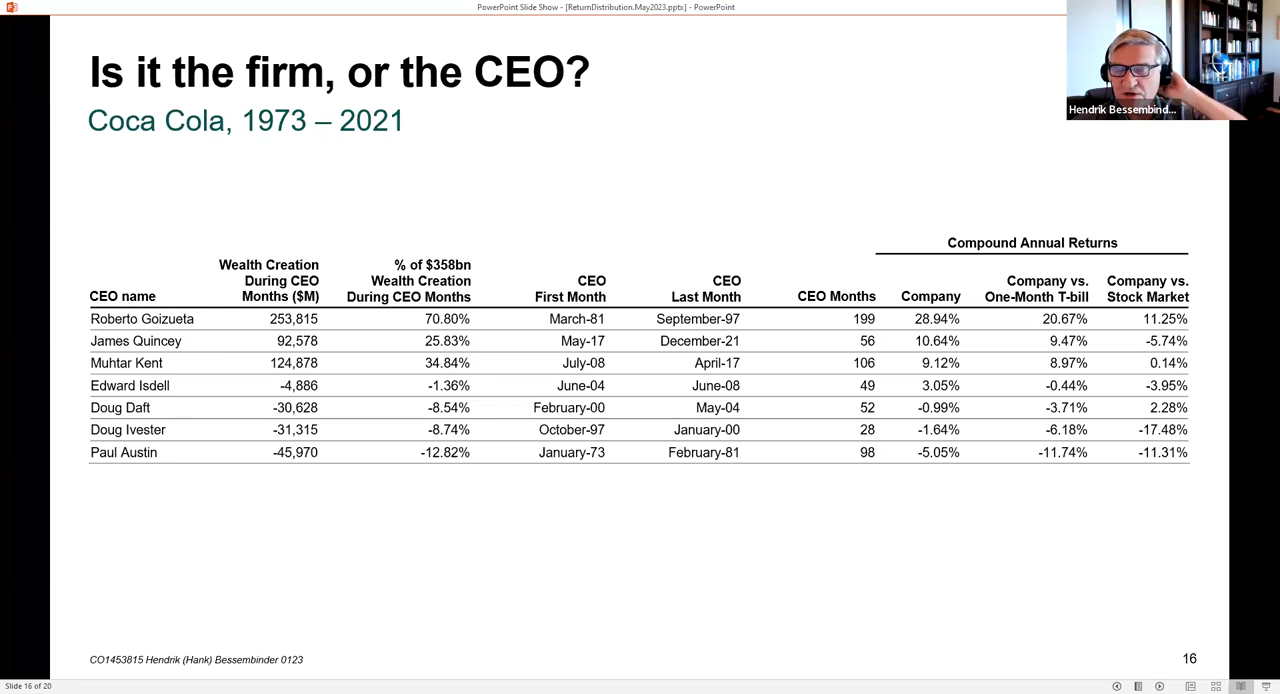 PowerPoint Slide Show - [ReturnDistribution.May2023.pptx] - PowerPoint
Hendrik Bessembind...
Is it the firm, or the CEO?
Coca Cola, 1973 – 2021
Compound Annual Returns
CEO name Wealth Creation During CEO Months ($M) % of $358bn Wealth Creation During CEO Months CEO First Month CEO Last Month CEO Months Company Company vs. One-Month T-bill Company vs. Stock Market
Roberto Goizueta 253,815 70.80% March-81 September-97 199 28.94% 20.67% 11.25%
James Quincey 92,578 25.83% May-17 December-21 56 10.64% 9.47% -5.74%
Muhtar Kent 124,878 34.84% July-08 April-17 106 9.12% 8.97% 0.14%
Edward Isdell -4,886 -1.36% June-04 June-08 49 3.05% -0.44% -3.95%
Doug Daft -30,628 -8.54% February-00 May-04 52 -0.99% -3.71% 2.28%
Doug Ivester -31,315 -8.74% October-97 January-00 28 -1.64% -6.18% -17.48%
Paul Austin -45,970 -12.82% January-73 February-81 98 -5.05% -11.74% -11.31%
CO1453815 Hendrik (Hank) Bessembinder 0123
16
Slide 16 of 20